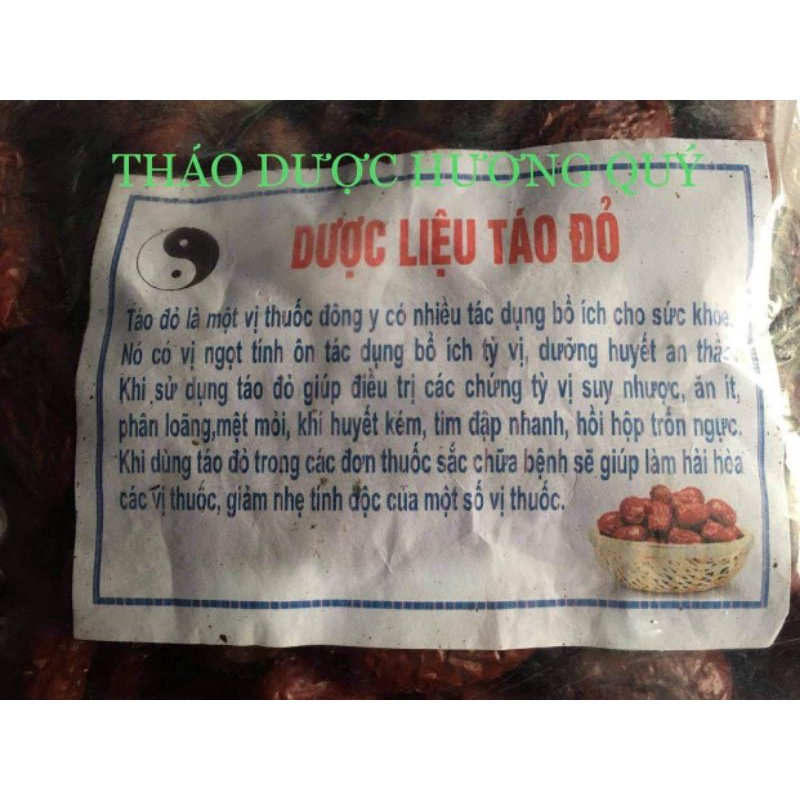 THẢO DƯỢC HƯƠNG QUÝ
DƯỢC LIỆU TÁO ĐỎ
Táo đỏ là một vị thuốc đông y có nhiều tác dụng bổ ích cho sức khỏe.
Nó có vị ngọt tính ôn tác dụng bổ ích tỳ vị, dưỡng huyết an thần.
Khi sử dụng táo đỏ giúp điều trị các chứng tỳ vị suy nhược, ăn ít,
phân loãng,mệt mỏi, khí huyết kém, tim đập nhanh, hồi hộp trốn ngực.
Khi dùng táo đỏ trong các đơn thuốc sắc chữa bệnh sẽ giúp làm hài hòa
các vị thuốc, giảm nhẹ tính độc của một số vị thuốc.